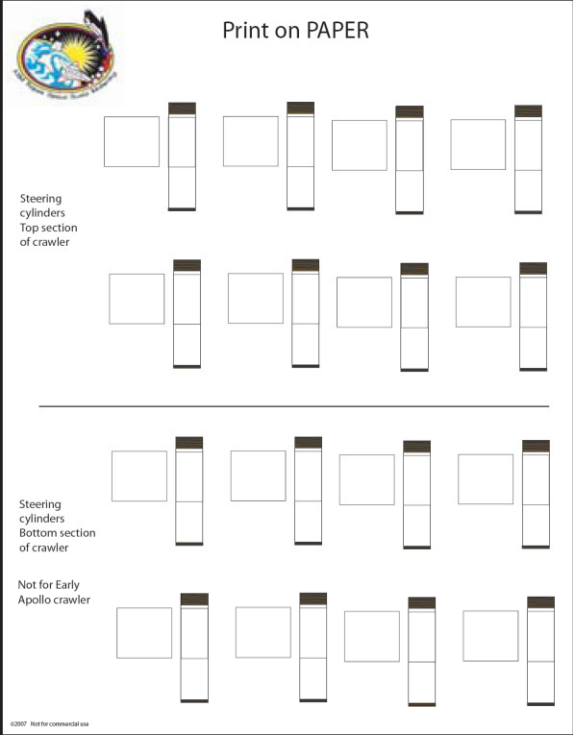 Print on PAPER
Steering
cylinders
Top section
of crawler
Steering
cylinders
Bottom section
of crawler
Not for Early
Apollo crawler
©2007 Not for commercial use